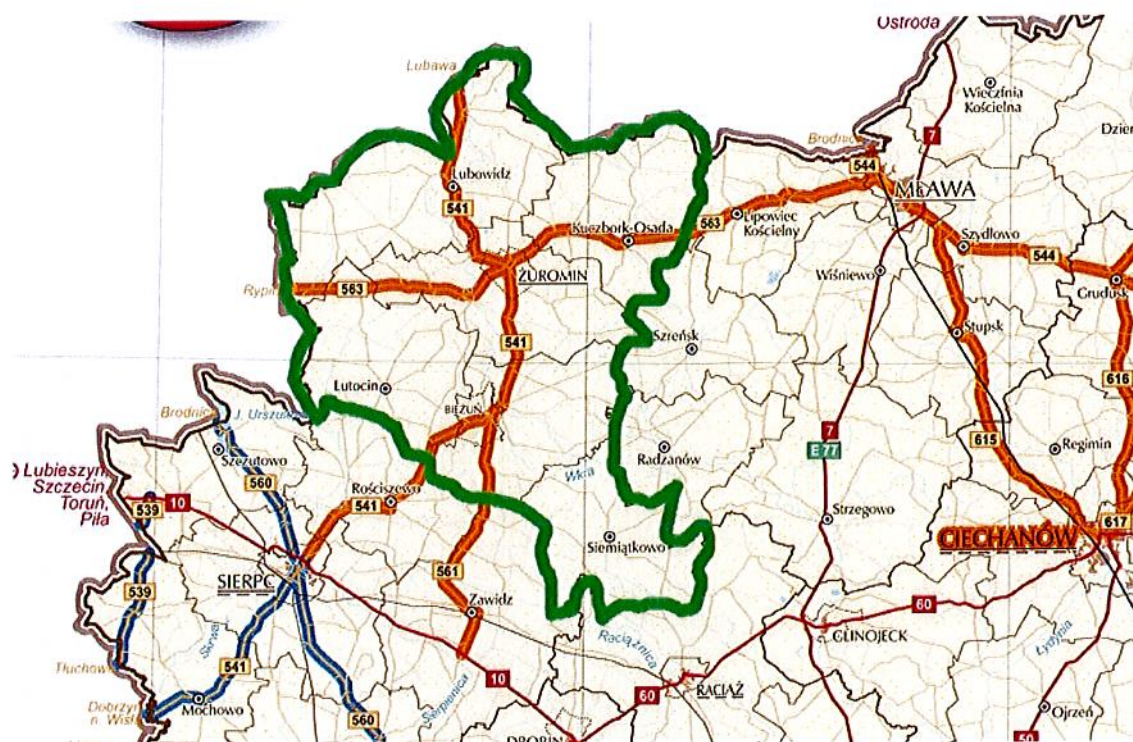 Ostroda
Lubawa
Wieczfnia
Kościelna
Brodnica
7
Dzier
544
Lubowidz
MŁAWA
541
Kuczbork-Osada
563
Lipowiec
Kościelny
Szydłowo
544
ŻUROMIN
Wiśniewo
Grudusk
Rypin
563
541
Szreńsk
Stupsk
616
Lutocin
BIEŻUŃ
Brodnica
J. Urszulewskie
7
615
E 77
Regimin
Szczutowo
Radzanów
Lubieszyn,
Szczecin
Toruń,
Piła
560
Wkra
539
10
Rościszewo
541
Strzegowo
617
Siemiątkowo
CIECHANÓW
SIERPC
561
539
Zawidz
60
GLINOJECK
Skrwa
Raciążnica
Łydynia
Tłuchowo
541
10
60
RACIĄŻ
Dobrzyń
n. Wisłą
Mochowo
Sierpienica
560
Ojrzeń
DROBIN
50